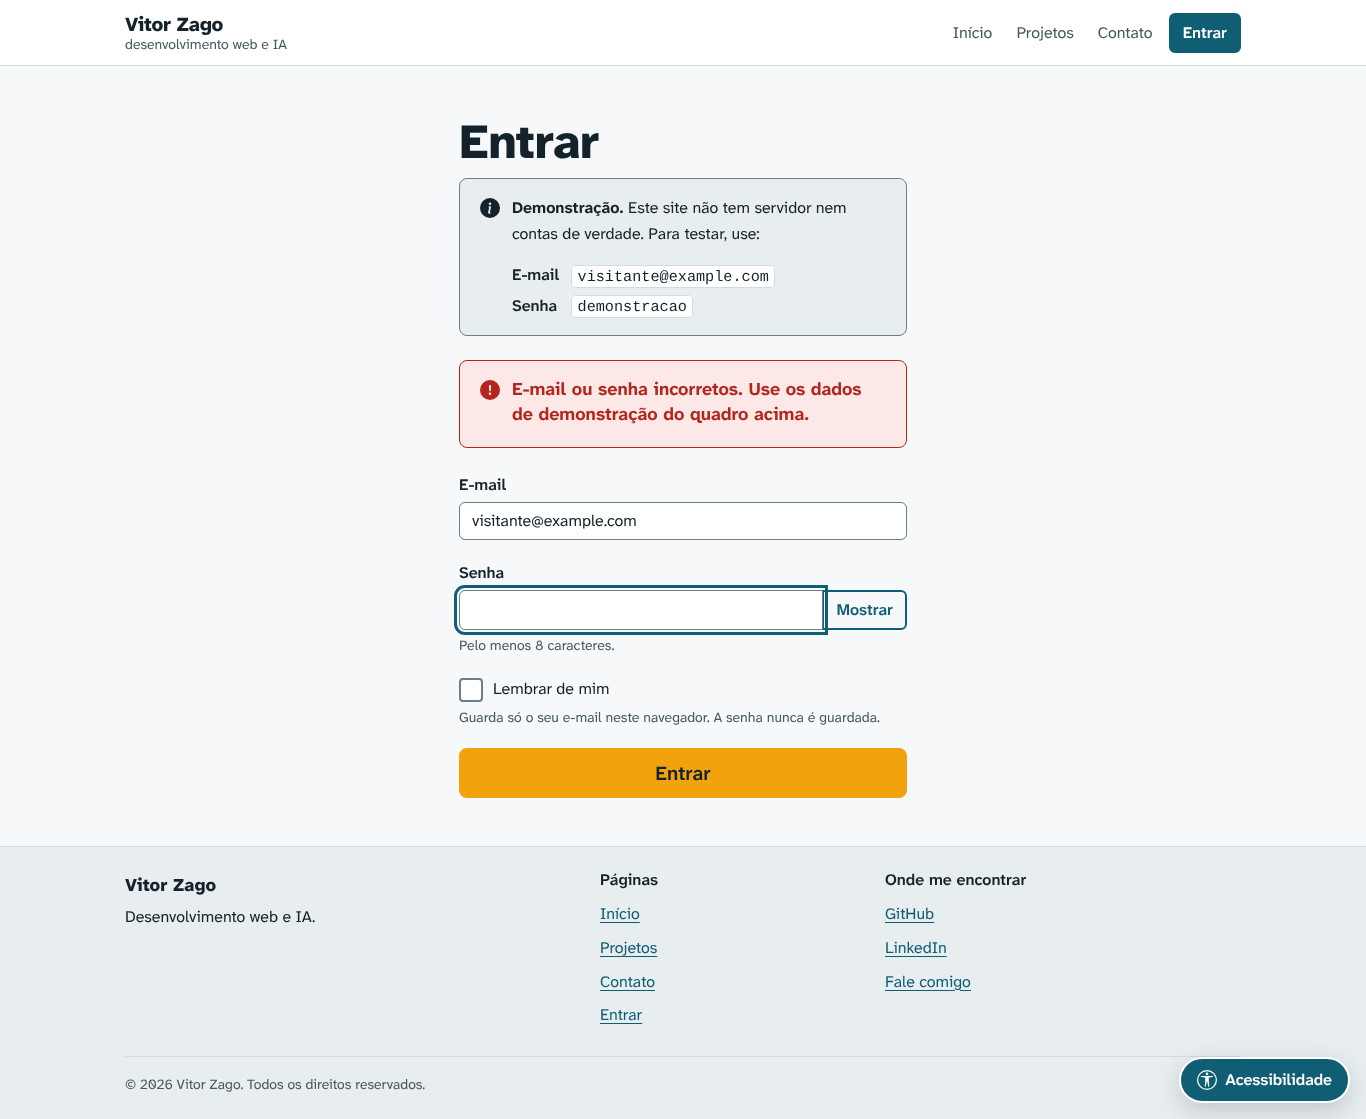 Vitor Zago
desenvolvimento web e IA
Início
Projetos
Contato
Entrar
Entrar
Demonstração. Este site não tem servidor nem
contas de verdade. Para testar, use:
E-mail visitante@example.com
Senha demonstracao
E-mail ou senha incorretos. Use os dados
de demonstração do quadro acima.
E-mail
visitante@example.com
Senha
Mostrar
Pelo menos 8 caracteres.
Lembrar de mim
Guarda só o seu e-mail neste navegador. A senha nunca é guardada.
Entrar
Vitor Zago
Desenvolvimento web e IA.
Páginas
Início
Projetos
Contato
Entrar
Onde me encontrar
GitHub
LinkedIn
Fale comigo
© 2026 Vitor Zago. Todos os direitos reservados.
Acessibilidade